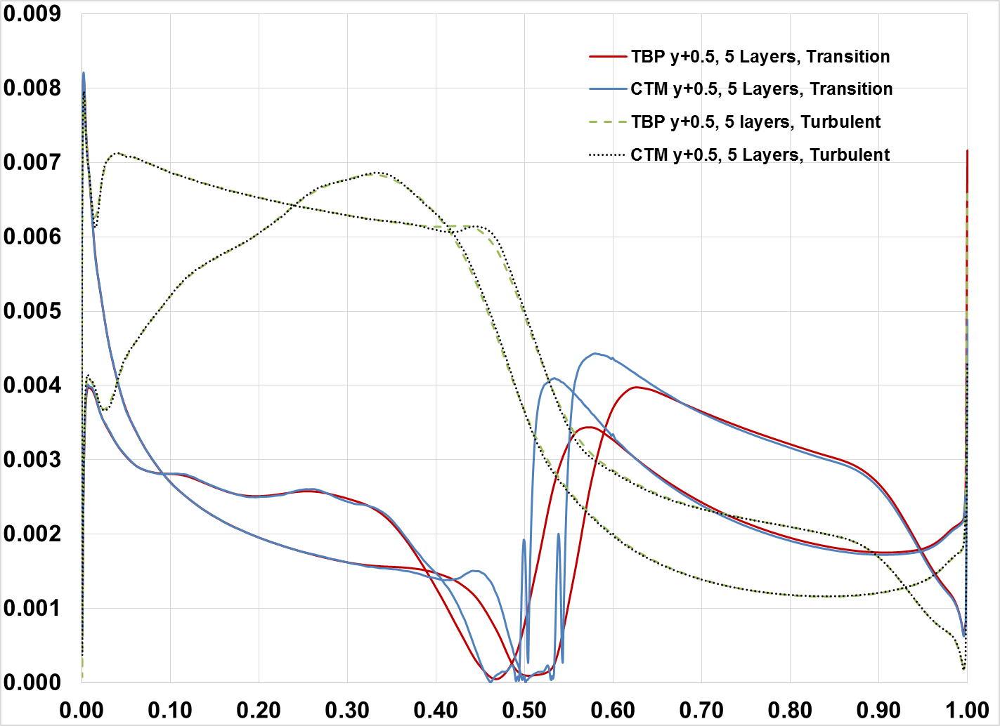 0.009
0.008
0.007
0.006
0.005
0.004
0.003
0.002
0.001
0.000
TBP y+0.5, 5 Layers, Transition
CTM y+0.5, 5 Layers, Transition
TBP y+0.5, 5 layers, Turbulent
CTM y+0.5, 5 Layers, Turbulent
0.00 0.10 0.20 0.30 0.40 0.50 0.60 0.70 0.80 0.90 1.00